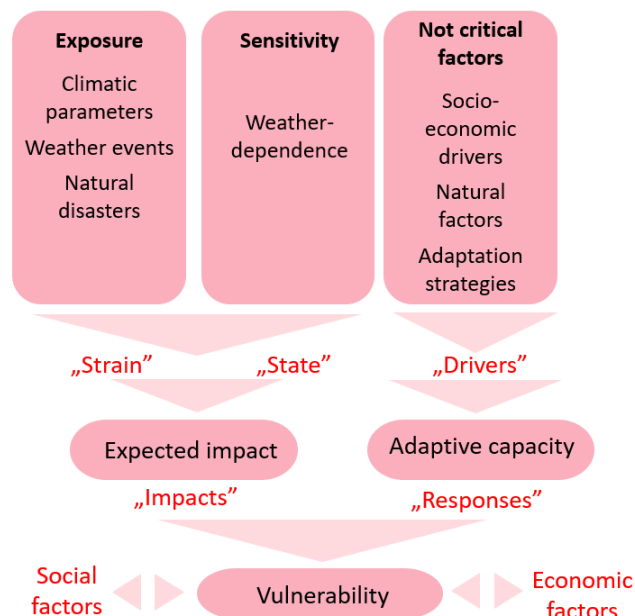 Exposure
Climatic
parameters
Weather events
Natural
disasters
Sensitivity
Weather-
dependence
Not critical
factors
Socio-
economic
drivers
Natural
factors
Adaptation
strategies
„Strain”
„State”
„Drivers”
Expected impact
Adaptive capacity
„Impacts”
„Responses”
Social
factors
Vulnerability
Economic
factors